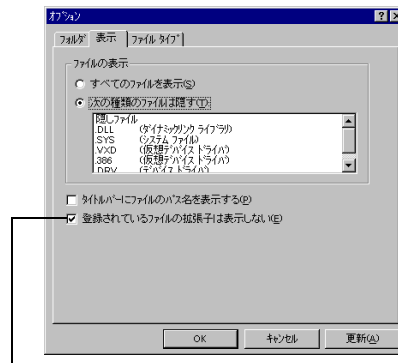 オプション
フォルダ 表示 ファイル タイプ
ファイルの表示
すべてのファイルを表示(S)
次の種類のファイルは隠す(T):
隠しファイル
.DLL (ダイナミックリンク ライブラリ)
.SYS (システム ファイル)
.VXD (仮想デバイス ドライバ)
.386 (仮想デバイス ドライバ)
.DRV (デバイス ドライバ)
タイトルバーにファイルのパス名を表示する(P)
登録されているファイルの拡張子は表示しない(E)
OK キャンセル 更新(A)